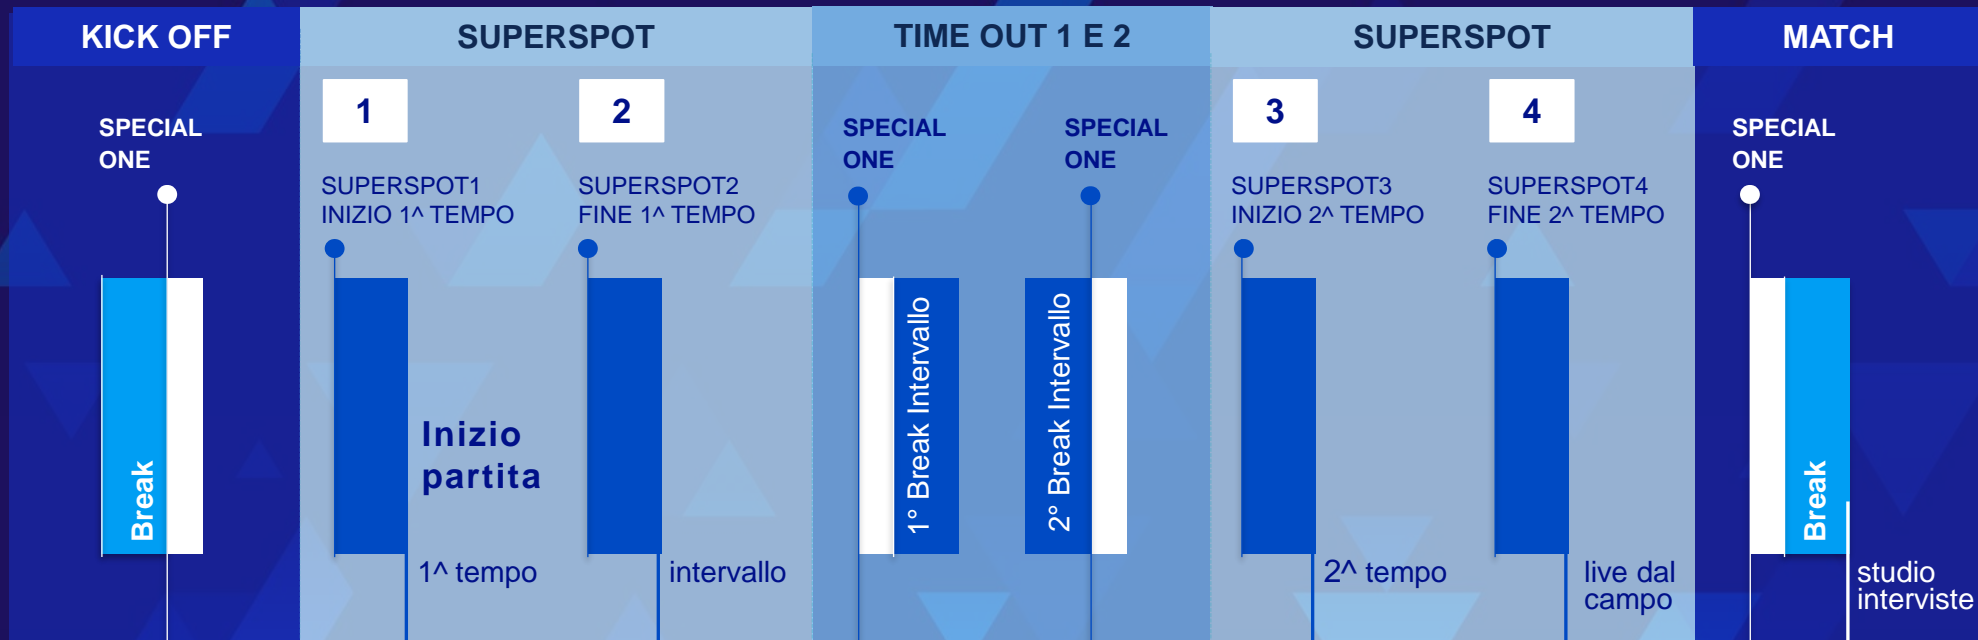 KICK OFF
SPECIAL
ONE
Break
SUPERSPOT
1
SUPERSPOT1
INIZIO 1^ TEMPO
Inizio
partita
1^ tempo
2
SUPERSPOT2
FINE 1^ TEMPO
intervallo
TIME OUT 1 E 2
SPECIAL
ONE
1° Break Intervallo
SPECIAL
ONE
2° Break Intervallo
SUPERSPOT
3
SUPERSPOT3
INIZIO 2^ TEMPO
2^ tempo
4
SUPERSPOT4
FINE 2^ TEMPO
live dal
campo
MATCH
SPECIAL
ONE
Break
studio
interviste